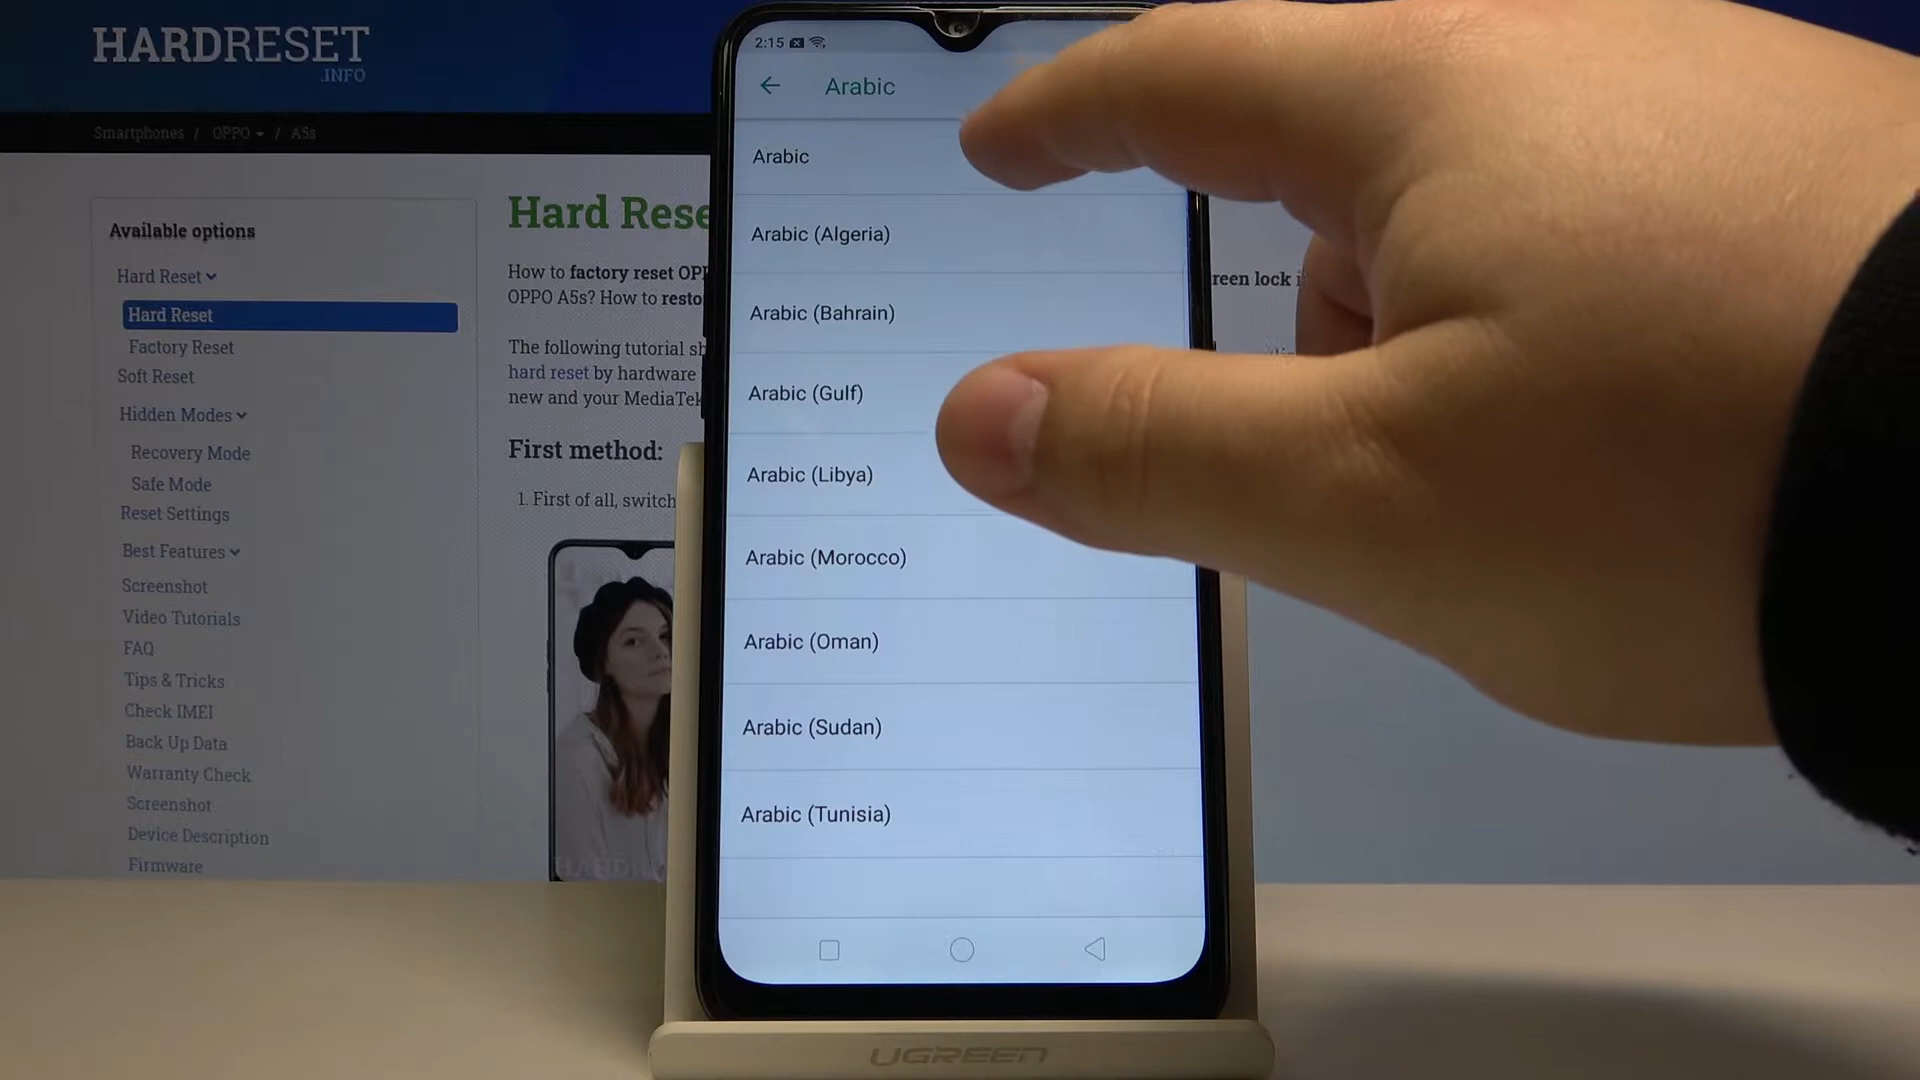 HARDRESET
.INFO
Smartphones / OPPO / A5s
Available options
Hard Reset
Hard Reset
Factory Reset
Soft Reset
Hidden Modes
Recovery Mode
Safe Mode
Reset Settings
Best Features
Screenshot
Video Tutorials
FAQ
Tips & Tricks
Check IMEI
Back Up Data
Warranty Check
Screenshot
Device Description
Firmware
Hard Rese
How to factory reset OPP
reen lock i
OPPO A5s? How to resto
The following tutorial sh
hard reset by hardware
new and your MediaTek
First method:
1. First of all, switch
2:15
Arabic
Arabic
Arabic (Algeria)
Arabic (Bahrain)
Arabic (Gulf)
Arabic (Libya)
Arabic (Morocco)
Arabic (Oman)
Arabic (Sudan)
Arabic (Tunisia)
UGREEN